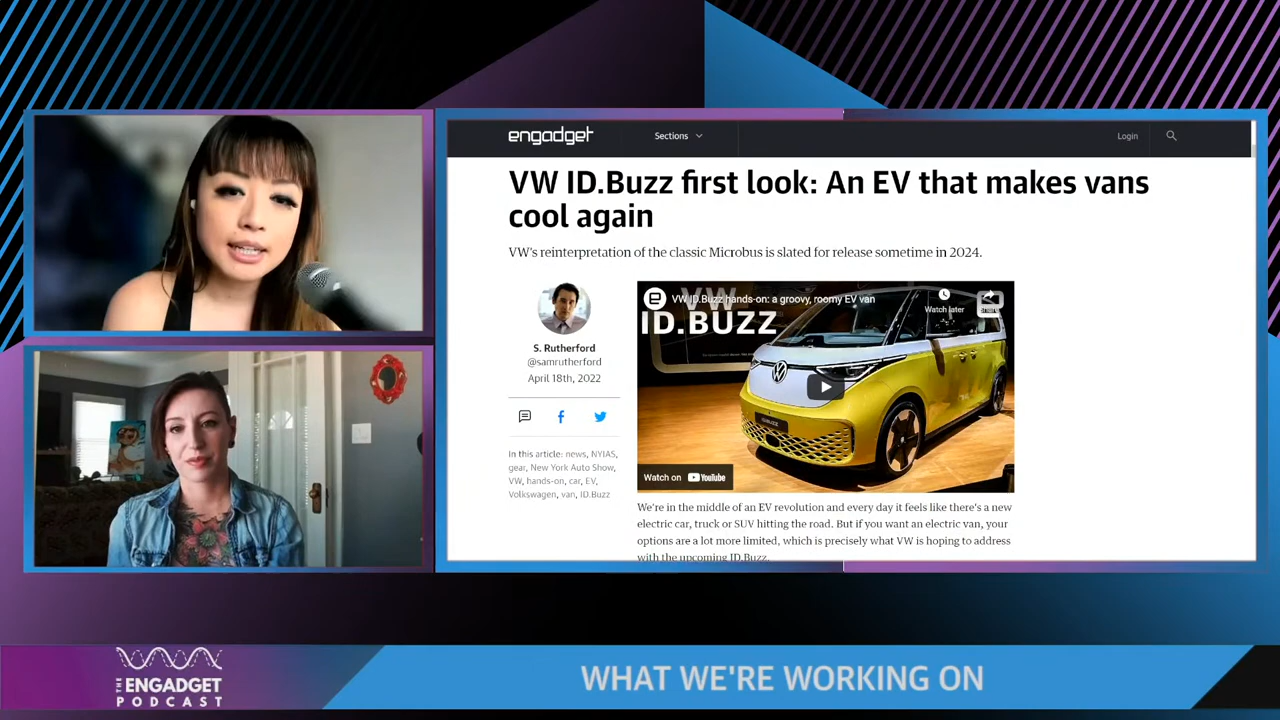 engadget
Sections
Login
VW ID.Buzz first look: An EV that makes vans
cool again
VW's reinterpretation of the classic Microbus is slated for release sometime in 2024.
S. Rutherford
@samrutherford
April 18th, 2022
In this article: news, NYIAS,
gear, New York Auto Show,
VW, hands-on, car, EV,
Volkswagen, van, ID.Buzz
VW ID.Buzz hands-on: a groovy, roomy EV van
Watch later
VW
ID.BUZZ
Watch on YouTube
We're in the middle of an EV revolution and every day it feels like there's a new
electric car, truck or SUV hitting the road. But if you want an electric van, your
options are a lot more limited, which is precisely what VW is hoping to address
with the upcoming ID.Buzz.
THE
ENGADGET
PODCAST
WHAT WE'RE WORKING ON